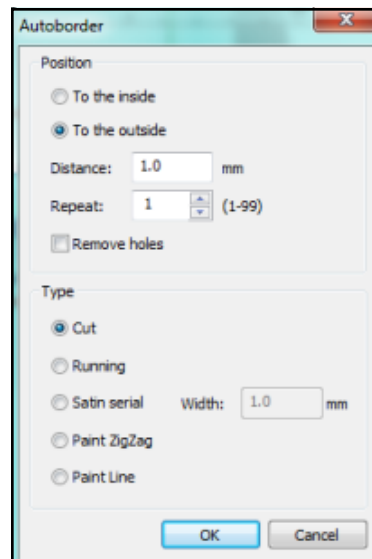 Autoborder
Position
To the inside
To the outside
Distance: 1.0 mm
Repeat: 1 (1-99)
Remove holes
Type
Cut
Running
Satin serial Width: 1.0 mm
Paint ZigZag
Paint Line
OK Cancel